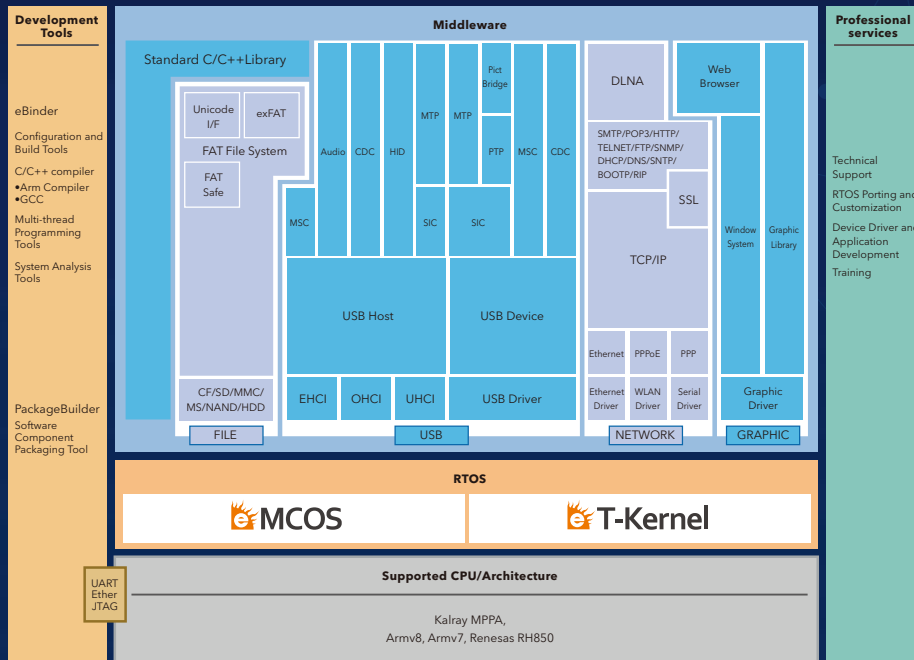 Development
Tools
eBinder
Configuration and
Build Tools
C/C++ compiler
•Arm Compiler
•GCC
Multi-thread
Programming
Tools
System Analysis
Tools
PackageBuilder
Software
Component
Packaging Tool
UART
Ether
JTAG
Middleware
Standard C/C++Library
Unicode
I/F
exFAT
FAT File System
FAT
Safe
CF/SD/MMC/
MS/NAND/HDD
FILE
MSC
Audio
CDC
HID
MTP
SIC
MTP
Pict
Bridge
PTP
SIC
MSC
CDC
USB Host
USB Device
EHCI
OHCI
UHCI
USB Driver
USB
DLNA
SMTP/POP3/HTTP/
TELNET/FTP/SNMP/
DHCP/DNS/SNTP/
BOOTP/RIP
SSL
TCP/IP
Ethernet
PPPoE
PPP
Ethernet
Driver
WLAN
Driver
Serial
Driver
NETWORK
Web
Browser
Window
System
Graphic
Library
Graphic
Driver
GRAPHIC
RTOS
eMCOS
eT-Kernel
Supported CPU/Architecture
Kalray MPPA,
Armv8, Armv7, Renesas RH850
Professional
services
Technical
Support
RTOS Porting and
Customization
Device Driver and
Application
Development
Training